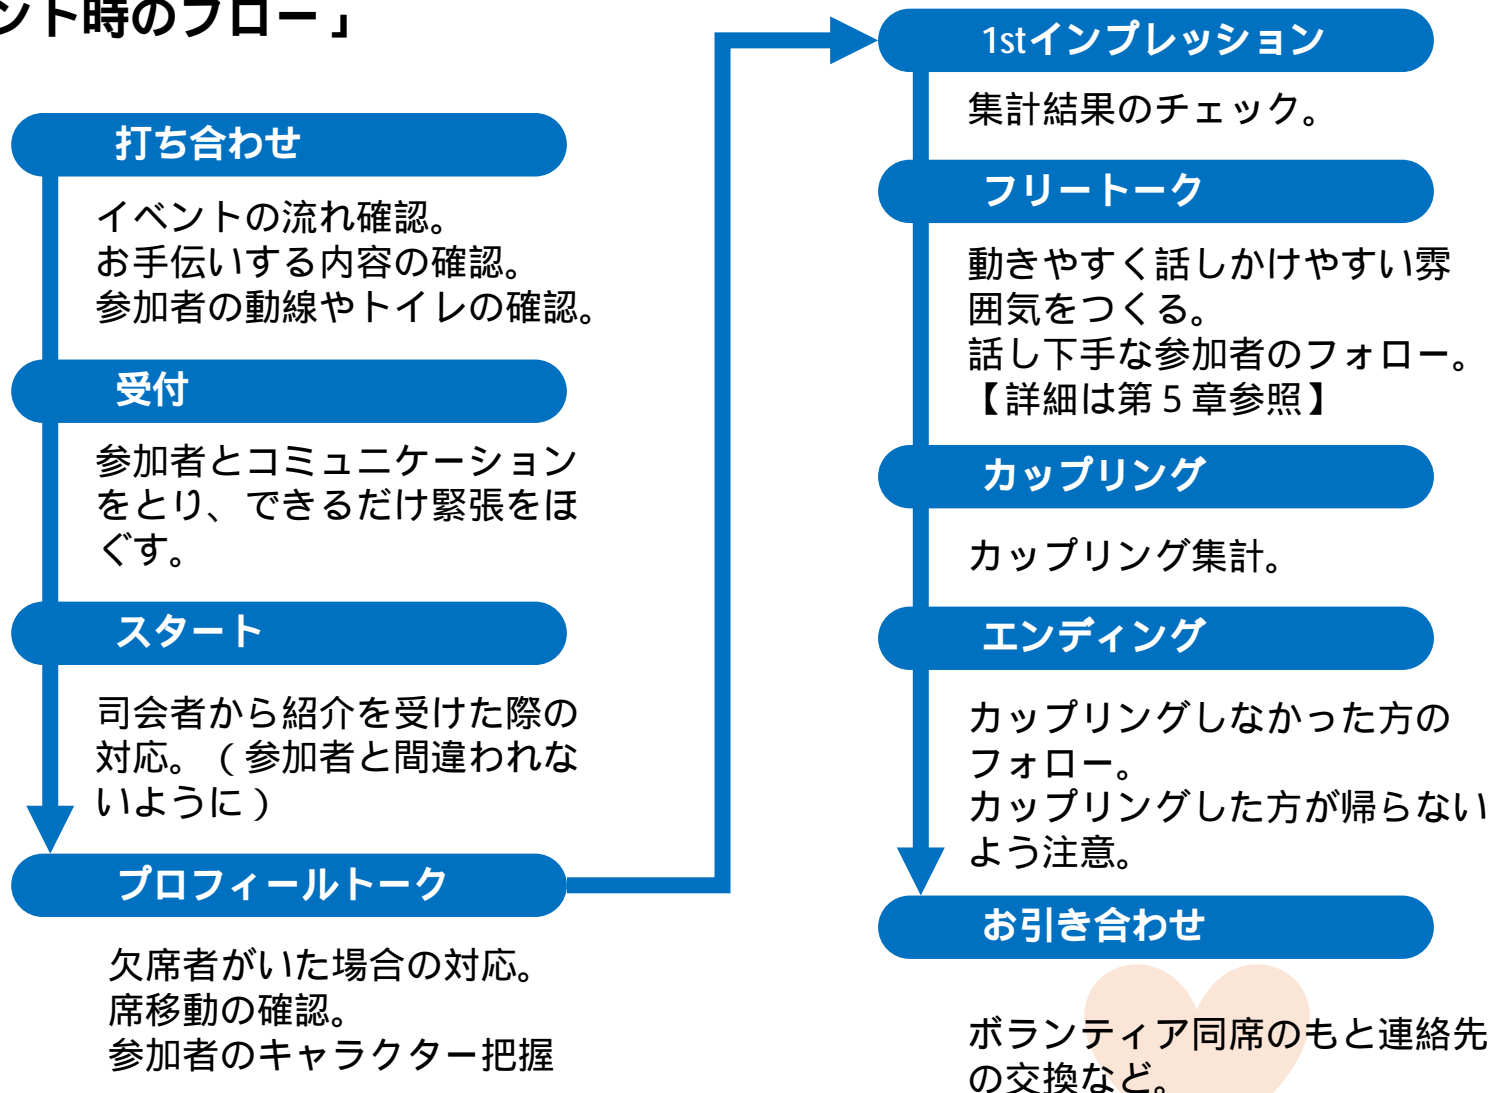 ント時のフロー」
打ち合わせ
イベントの流れ確認。
お手伝いする内容の確認。
参加者の動線やトイレの確認。
受付
参加者とコミュニケーション
をとり、できるだけ緊張をほ
ぐす。
スタート
司会者から紹介を受けた際の
対応。（参加者と間違われな
いように）
プロフィールトーク
欠席者がいた場合の対応。
席移動の確認。
参加者のキャラクター把握
1stインプレッション
集計結果のチェック。
フリートーク
動きやすく話しかけやすい雰
囲気をつくる。
話し下手な参加者のフォロー。
【詳細は第５章参照】
カップリング
カップリング集計。
エンディング
カップリングしなかった方の
フォロー。
カップリングした方が帰らない
よう注意。
お引き合わせ
ボランティア同席のもと連絡先
の交換など。